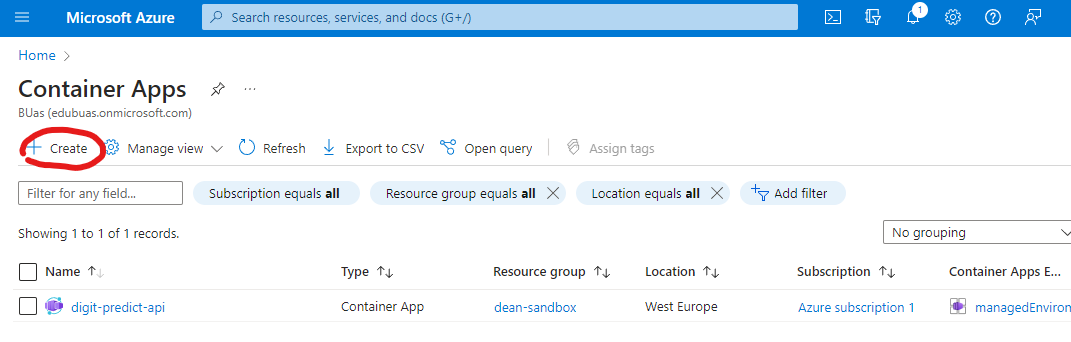 Microsoft Azure
Search resources, services, and docs (G+/)
1
Home
Container Apps
BUas (edubuas.onmicrosoft.com)
Create
Manage view
Refresh
Export to CSV
Open query
Assign tags
Filter for any field...
Subscription equals all
Resource group equals all
Location equals all
Add filter
Showing 1 to 1 of 1 records.
No grouping
Name
Type
Resource group
Location
Subscription
Container Apps E...
digit-predict-api
Container App
dean-sandbox
West Europe
Azure subscription 1
managedEnviron